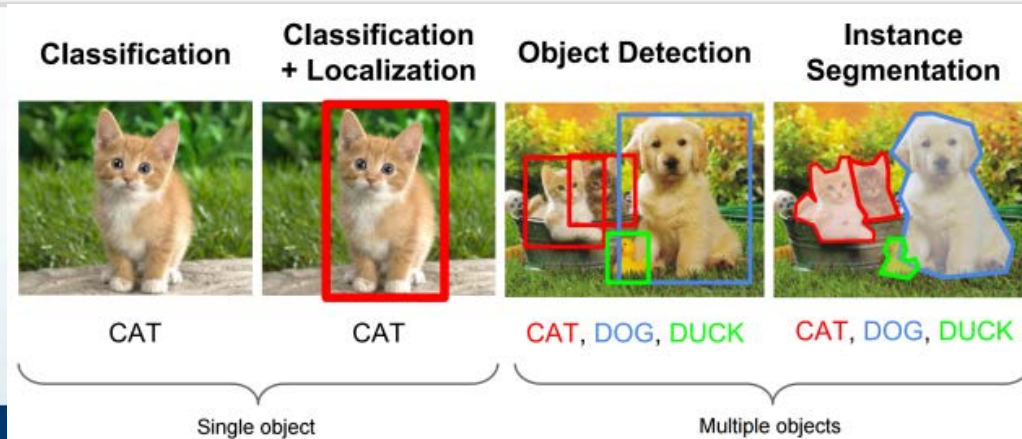 Classification
Classification
+ Localization
Object Detection
Instance
Segmentation
CAT
CAT
CAT, DOG, DUCK
CAT, DOG, DUCK
Single object
Multiple objects